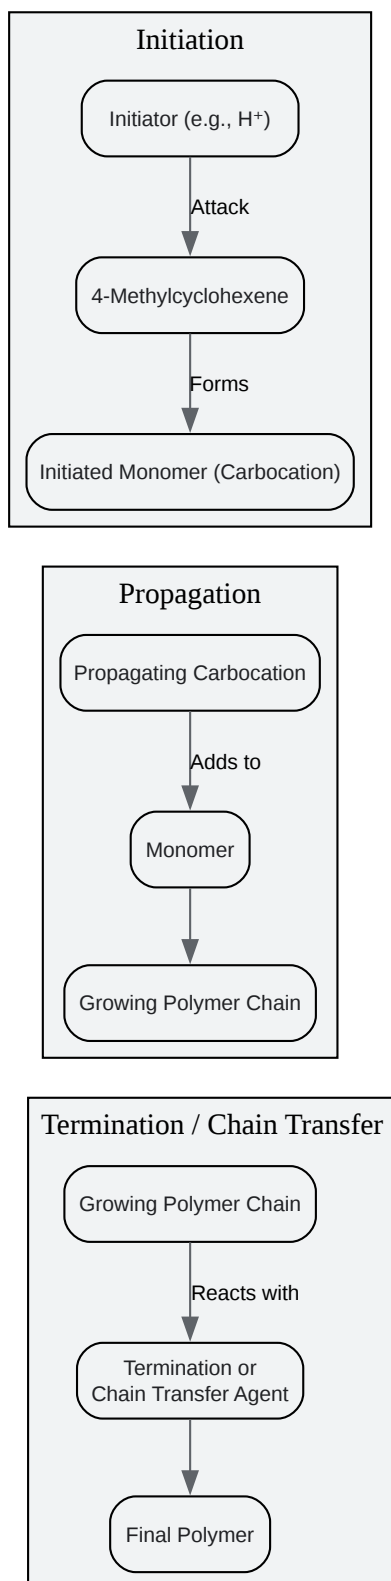 Initiation
Initiator (e.g., H⁺)
Attack
4-Methylcyclohexene
Forms
Initiated Monomer (Carbocation)
Propagation
Propagating Carbocation
Adds to
Monomer
Growing Polymer Chain
Termination / Chain Transfer
Growing Polymer Chain
Reacts with
Termination or
Chain Transfer Agent
Final Polymer